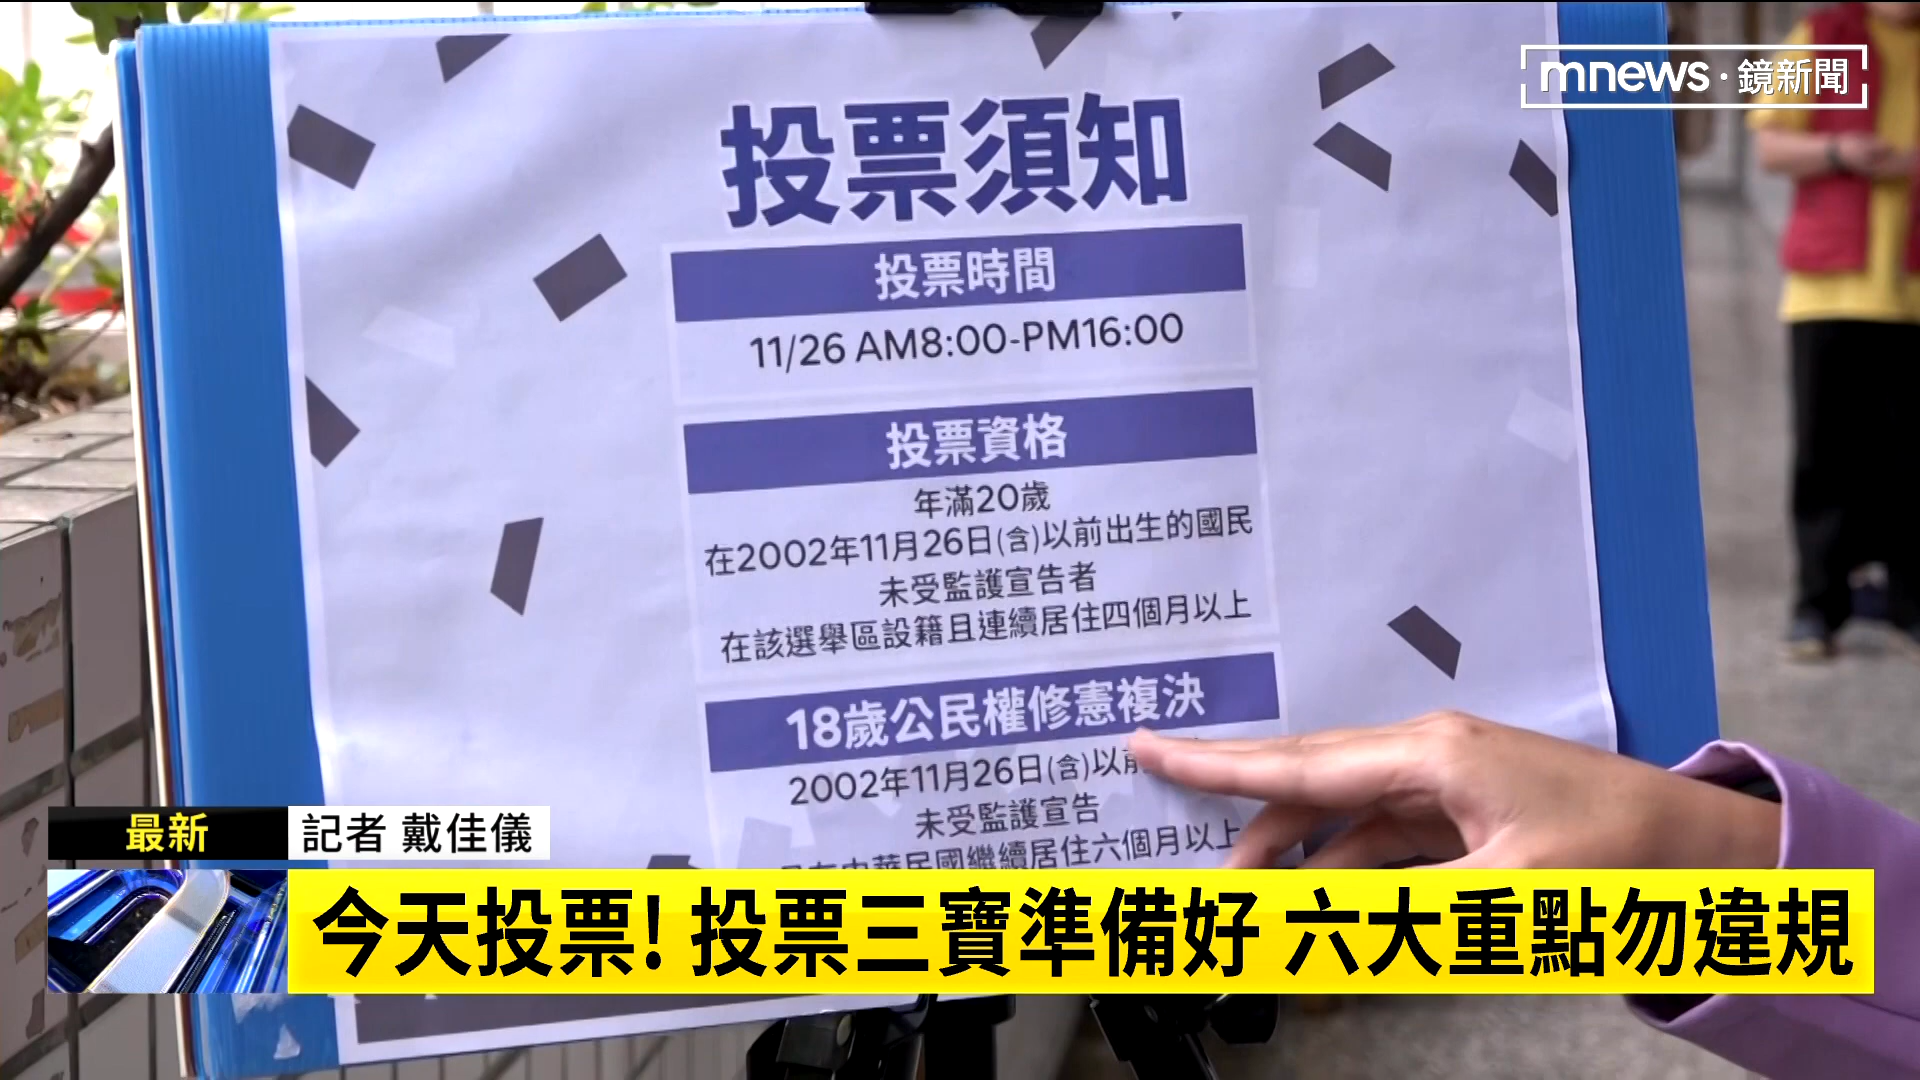 mnews·鏡新聞
投票須知
投票時間
11/26 AM8:00-PM16:00
投票資格
年滿20歲
在2002年11月26日(含)以前出生的國民
未受監護宣告者
在該選舉區設籍且連續居住四個月以上
18歲公民權修憲複決
2002年11月26日(含)以前
未受監護宣告
中華民國繼續居住六個月以上
最新
記者 戴佳儀
今天投票! 投票三寶準備好 六大重點勿違規